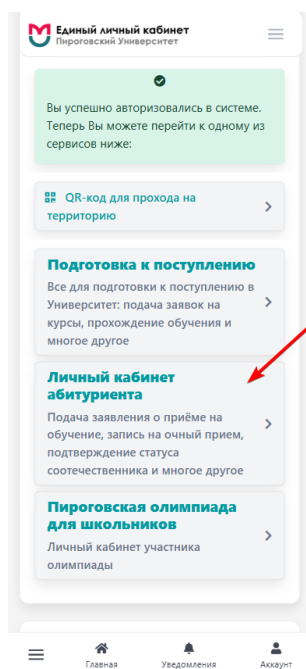 Единый личный кабинет
Пироговский Университет
Вы успешно авторизовались в системе.
Теперь Вы можете перейти к одному из
сервисов ниже:
QR-код для прохода на
территорию
Подготовка к поступлению
Все для подготовки к поступлению в
Университет: подача заявок на
курсы, прохождение обучения и
многое другое
Личный кабинет
абитуриента
Подача заявления о приёме на
обучение, запись на очный прием,
подтверждение статуса
соотечественника и многое другое
Пироговская олимпиада
для школьников
Личный кабинет участника
олимпиады
Главная
Уведомления
Аккаунт